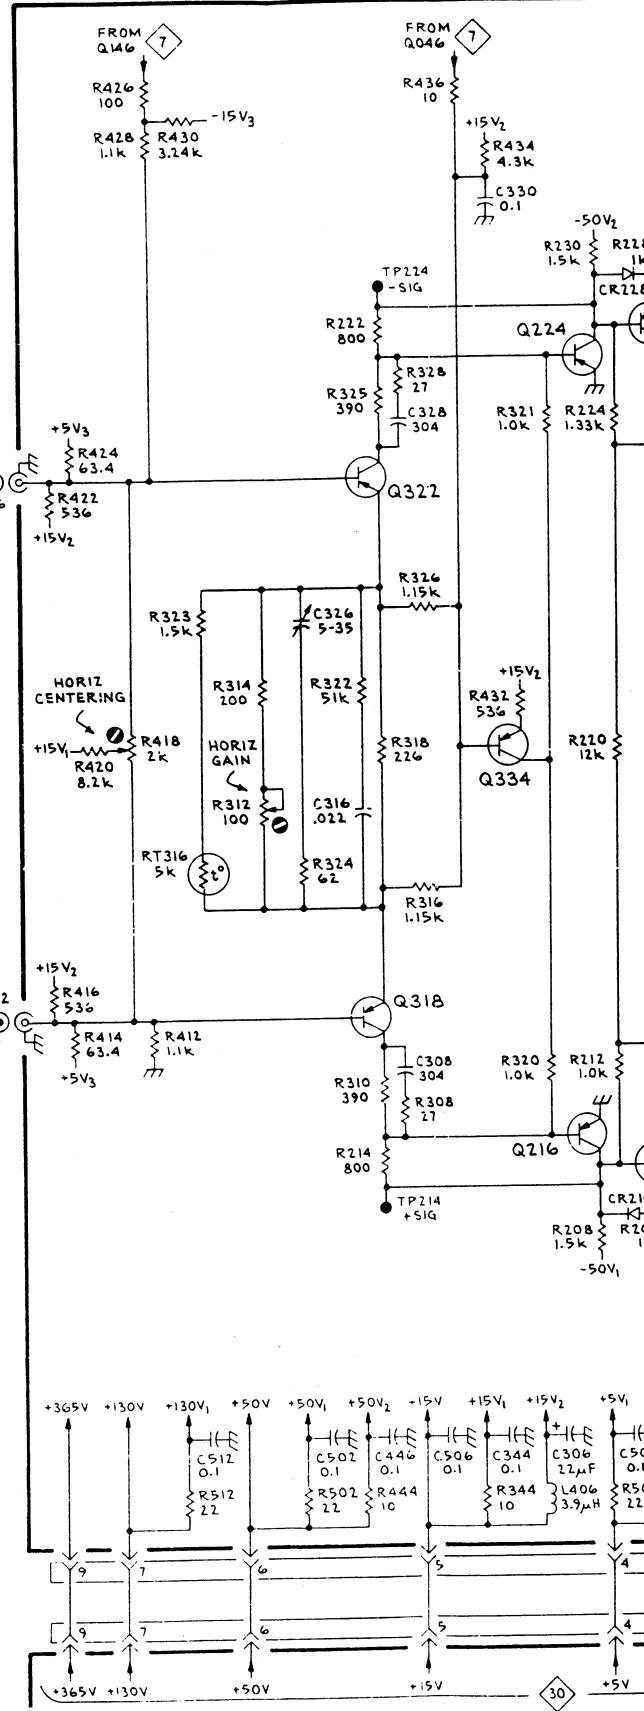 FROM
Q146
7
FROM
Q046
7
R426
100
R436
10
-15V3
+15V2
R428
1.1K
R430
3.24K
R434
4.3K
C330
0.1
-50V2
R230
1.5K
CR228
TP224
-SIG
R222
800
Q224
R328
27
R325
390
C328
304
R321
1.0K
R224
1.33K
+5V3
R424
63.4
R422
536
+15V2
Q322
R326
1.15K
R323
1.5K
C326
5-35
HORIZ
CENTERING
R314
200
R322
51K
+15V2
R432
536
+15V1
R420
8.2K
R418
2K
HORIZ
GAIN
R318
226
R220
12K
Q334
R312
100
C316
.022
RT316
5K
t°
R324
62
R316
1.15K
+15V2
R416
536
Q318
R414
63.4
+5V3
R412
1.1K
C308
304
R310
390
R308
27
R320
1.0K
R212
1.0K
R214
800
Q216
TP214
+SIG
R208
1.5K
-50V1
+365V
+130V
+130V1
+50V
+50V1
+50V2
+15V
+15V1
+15V2
+5V1
C512
0.1
C502
0.1
C446
0.1
C506
0.1
C344
0.1
+
C306
22µF
R512
22
R502
22
R444
10
R344
10
L406
3.9µH
22
9
7
6
5
4
9
7
6
5
4
+365V
+130V
+50V
+15V
30
+5V